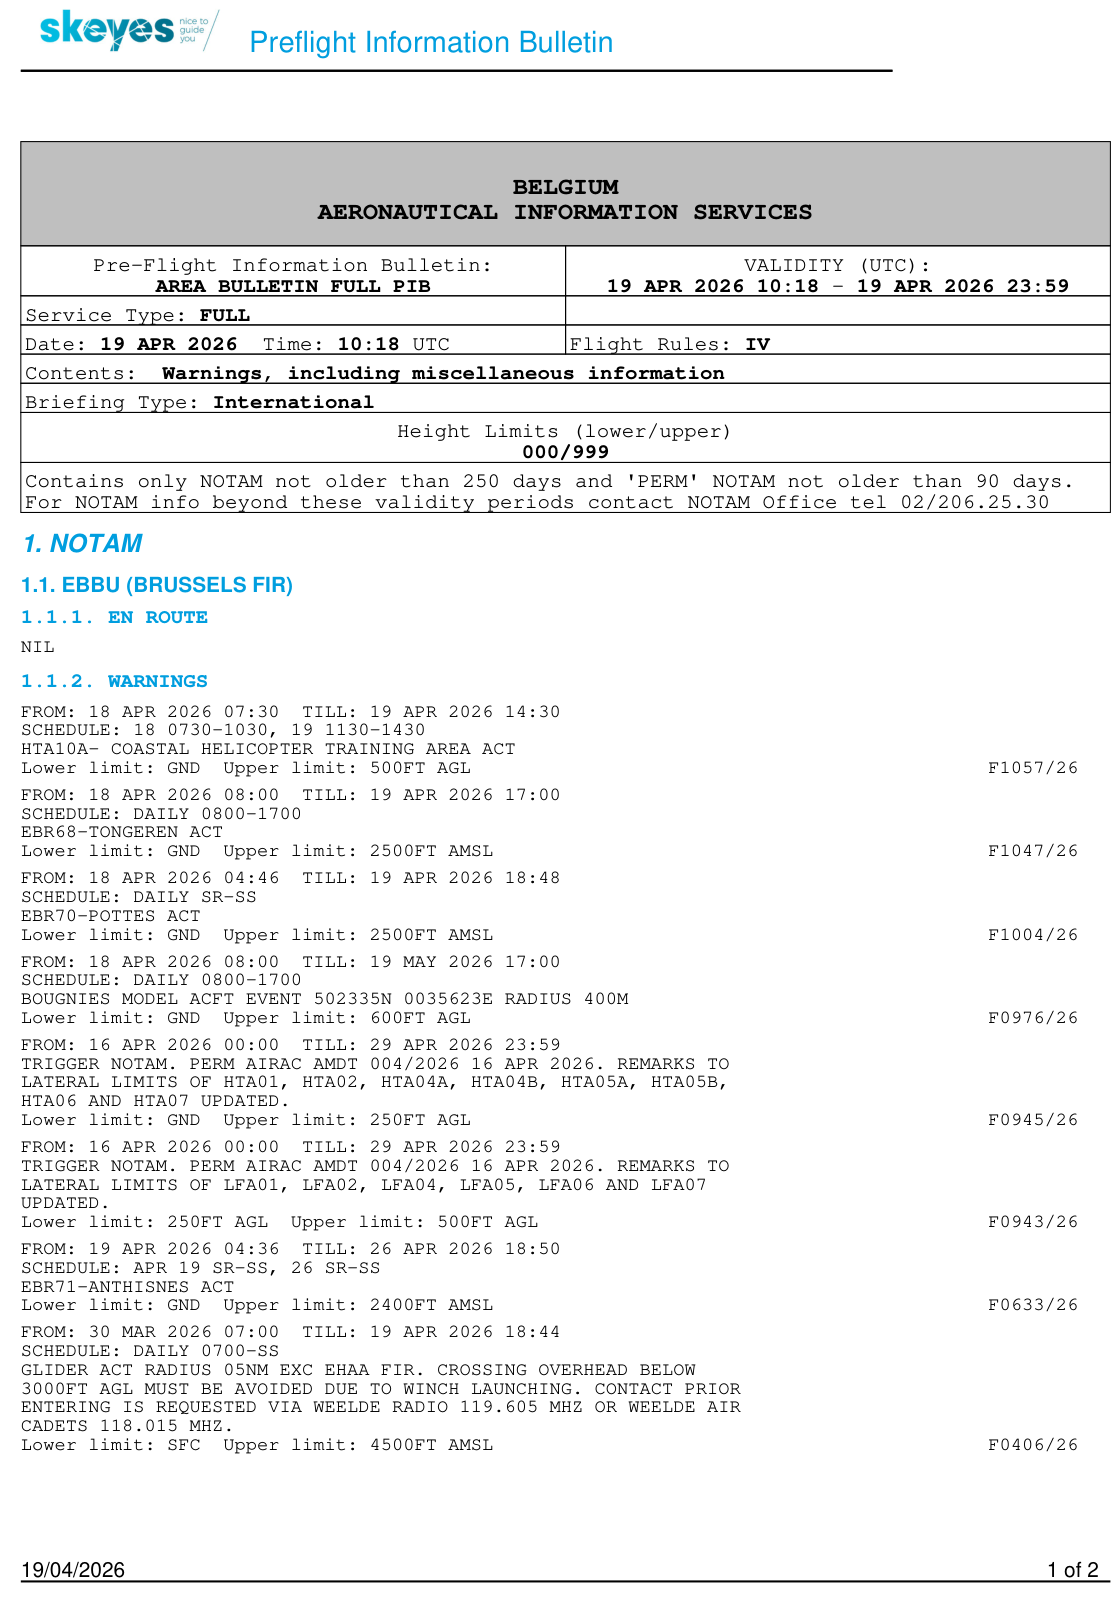 skeyes nice to guide you
Preflight Information Bulletin
BELGIUM
AERONAUTICAL INFORMATION SERVICES
Pre-Flight Information Bulletin:
AREA BULLETIN FULL PIB
VALIDITY (UTC):
19 APR 2026 10:18 - 19 APR 2026 23:59
Service Type: FULL
Date: 19 APR 2026  Time: 10:18 UTC
Flight Rules: IV
Contents:  Warnings, including miscellaneous information
Briefing Type: International
Height Limits (lower/upper)
000/999
Contains only NOTAM not older than 250 days and 'PERM' NOTAM not older than 90 days.
For NOTAM info beyond these validity periods contact NOTAM Office tel 02/206.25.30
1. NOTAM
1.1. EBBU (BRUSSELS FIR)
1.1.1. EN ROUTE
NIL
1.1.2. WARNINGS
FROM: 18 APR 2026 07:30  TILL: 19 APR 2026 14:30
SCHEDULE: 18 0730-1030, 19 1130-1430
HTA10A- COASTAL HELICOPTER TRAINING AREA ACT
Lower limit: GND  Upper limit: 500FT AGL F1057/26
FROM: 18 APR 2026 08:00  TILL: 19 APR 2026 17:00
SCHEDULE: DAILY 0800-1700
EBR68-TONGEREN ACT
Lower limit: GND  Upper limit: 2500FT AMSL F1047/26
FROM: 18 APR 2026 04:46  TILL: 19 APR 2026 18:48
SCHEDULE: DAILY SR-SS
EBR70-POTTES ACT
Lower limit: GND  Upper limit: 2500FT AMSL F1004/26
FROM: 18 APR 2026 08:00  TILL: 19 MAY 2026 17:00
SCHEDULE: DAILY 0800-1700
BOUGNIES MODEL ACFT EVENT 502335N 0035623E RADIUS 400M
Lower limit: GND  Upper limit: 600FT AGL F0976/26
FROM: 16 APR 2026 00:00  TILL: 29 APR 2026 23:59
TRIGGER NOTAM. PERM AIRAC AMDT 004/2026 16 APR 2026. REMARKS TO
LATERAL LIMITS OF HTA01, HTA02, HTA04A, HTA04B, HTA05A, HTA05B,
HTA06 AND HTA07 UPDATED.
Lower limit: GND  Upper limit: 250FT AGL F0945/26
FROM: 16 APR 2026 00:00  TILL: 29 APR 2026 23:59
TRIGGER NOTAM. PERM AIRAC AMDT 004/2026 16 APR 2026. REMARKS TO
LATERAL LIMITS OF LFA01, LFA02, LFA04, LFA05, LFA06 AND LFA07
UPDATED.
Lower limit: 250FT AGL  Upper limit: 500FT AGL F0943/26
FROM: 19 APR 2026 04:36  TILL: 26 APR 2026 18:50
SCHEDULE: APR 19 SR-SS, 26 SR-SS
EBR71-ANTHISNES ACT
Lower limit: GND  Upper limit: 2400FT AMSL F0633/26
FROM: 30 MAR 2026 07:00  TILL: 19 APR 2026 18:44
SCHEDULE: DAILY 0700-SS
GLIDER ACT RADIUS 05NM EXC EHAA FIR. CROSSING OVERHEAD BELOW
3000FT AGL MUST BE AVOIDED DUE TO WINCH LAUNCHING. CONTACT PRIOR
ENTERING IS REQUESTED VIA WEELDE RADIO 119.605 MHZ OR WEELDE AIR
CADETS 118.015 MHZ.
Lower limit: SFC  Upper limit: 4500FT AMSL F0406/26
19/04/2026
1 of 2